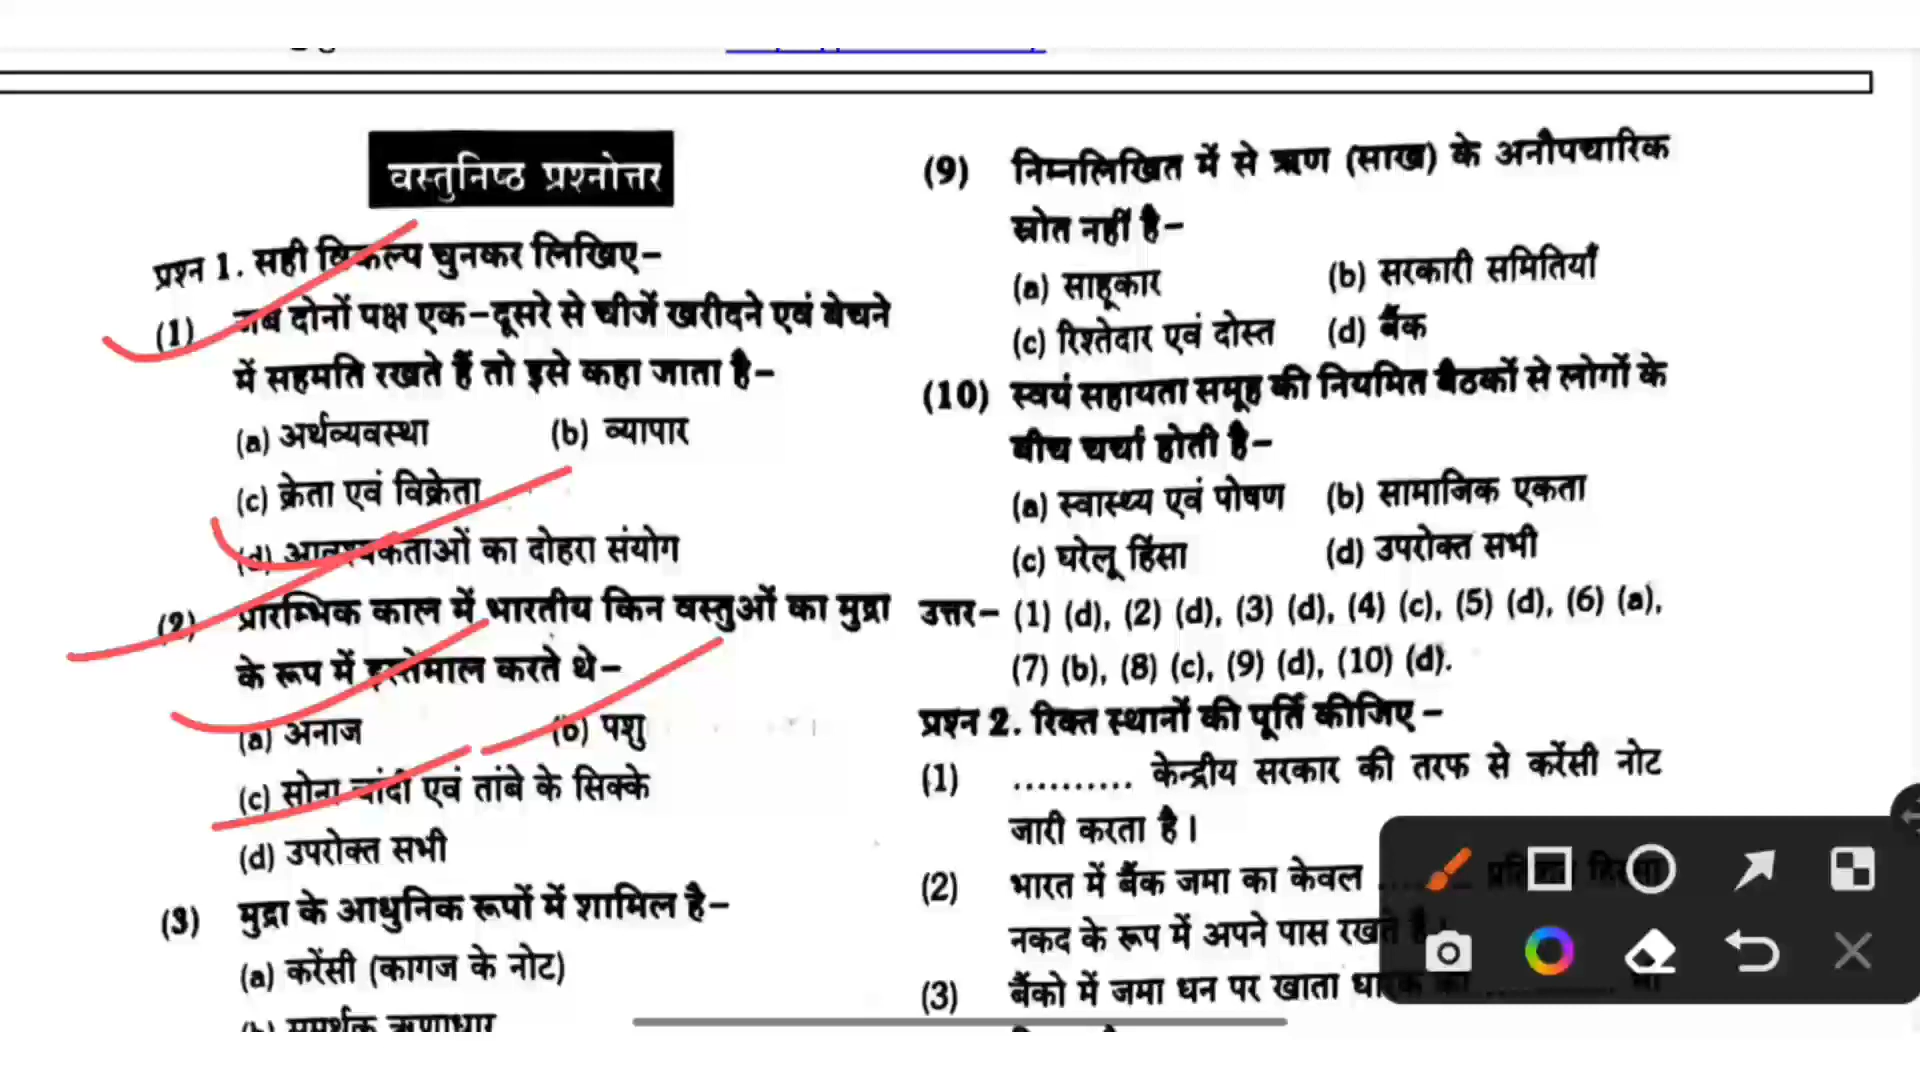 वस्तुनिष्ठ प्रश्नोत्तर
प्रश्न 1. सही विकल्प चुनकर लिखिए–
(1) जब दोनों पक्ष एक-दूसरे से चीजें खरीदने एवं बेचने
में सहमति रखते हैं तो इसे कहा जाता है–
(a) अर्थव्यवस्था (b) व्यापार
(c) क्रेता एवं विक्रेता
(d) आवश्यकताओं का दोहरा संयोग
(2) प्रारम्भिक काल में भारतीय किन वस्तुओं का मुद्रा
के रूप में इस्तेमाल करते थे–
(a) अनाज (b) पशु
(c) सोना चांदी एवं तांबे के सिक्के
(d) उपरोक्त सभी
(3) मुद्रा के आधुनिक रूपों में शामिल है–
(a) करेंसी (कागज के नोट)
(b) समर्थक ऋणाधार
(9) निम्नलिखित में से ऋण (साख) के अनौपचारिक
स्रोत नहीं है–
(a) साहूकार (b) सरकारी समितियाँ
(c) रिश्तेदार एवं दोस्त (d) बैंक
(10) स्वयं सहायता समूह की नियमित बैठकों से लोगों के
बीच चर्चा होती है–
(a) स्वास्थ्य एवं पोषण (b) सामाजिक एकता
(c) घरेलू हिंसा (d) उपरोक्त सभी
उत्तर– (1) (d), (2) (d), (3) (d), (4) (c), (5) (d), (6) (a),
(7) (b), (8) (c), (9) (d), (10) (d).
प्रश्न 2. रिक्त स्थानों की पूर्ति कीजिए –
(1) .......... केन्द्रीय सरकार की तरफ से करेंसी नोट
जारी करता है।
(2) भारत में बैंक जमा का केवल ........ प्रतिशत हिस्सा
नकद के रूप में अपने पास रखते हैं।
(3) बैंको में जमा धन पर खाता धारक को ............